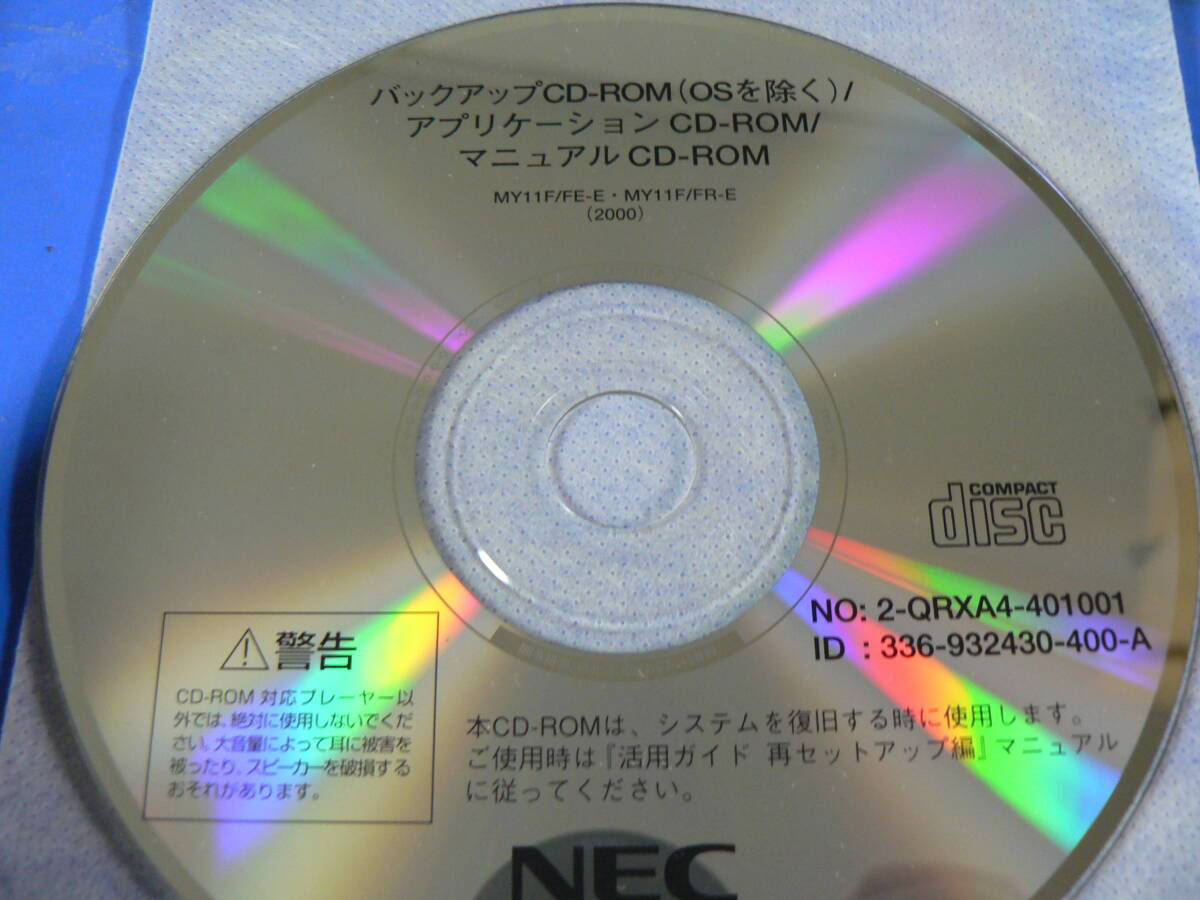 バックアップCD-ROM(OSを除く)/
アプリケーション CD-ROM/
マニュアル CD-ROM
MY11F/FE-E・MY11F/FR-E
(2000)
COMPACT
disc
NO: 2-QRXA4-401001
ID : 336-932430-400-A
警告
CD-ROM 対応プレーヤー以
外では、絶対に使用しないでくだ
さい。大音量によって耳に被害を
被ったり、スピーカーを破損する
おそれがあります。
本CD-ROMは、システムを復旧する時に使用します。
ご使用時は『活用ガイド 再セットアップ編』マニュアル
に従ってください。
NEC